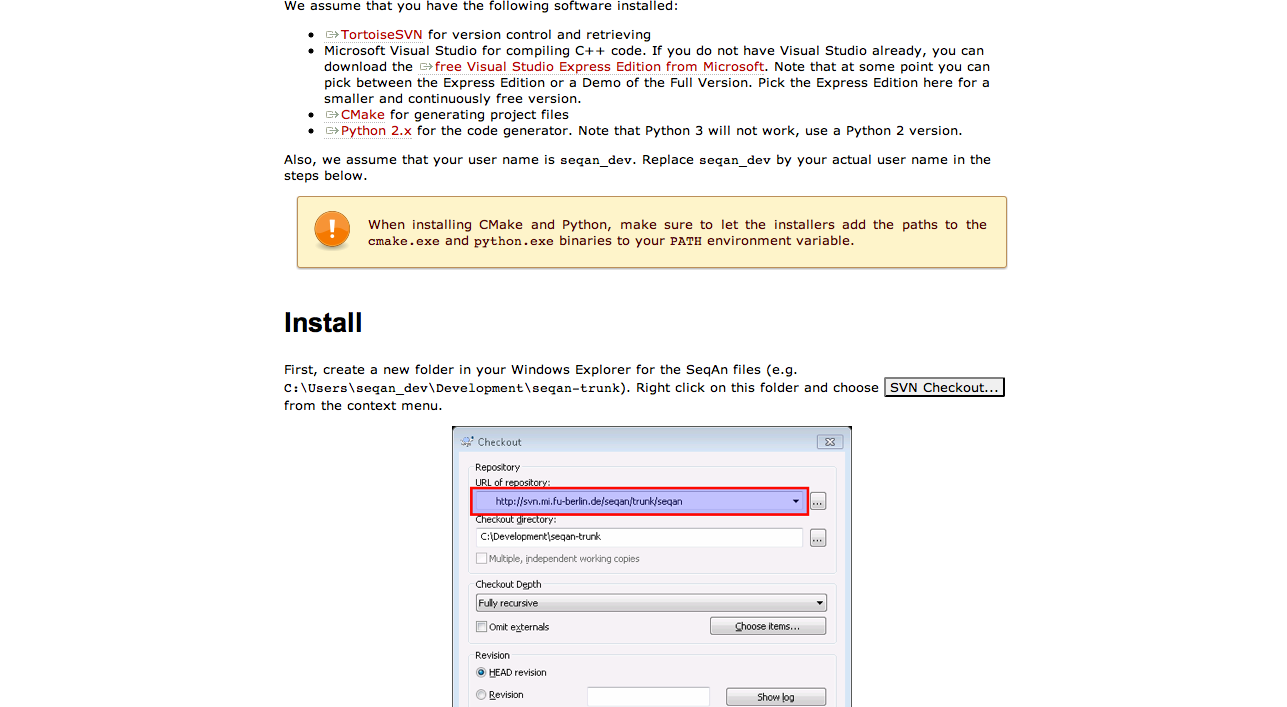 We assume that you have the following software installed:
TortoiseSVN for version control and retrieving
Microsoft Visual Studio for compiling C++ code. If you do not have Visual Studio already, you can
download the free Visual Studio Express Edition from Microsoft. Note that at some point you can
pick between the Express Edition or a Demo of the Full Version. Pick the Express Edition here for a
smaller and continuously free version.
CMake for generating project files
Python 2.x for the code generator. Note that Python 3 will not work, use a Python 2 version.
Also, we assume that your user name is seqan_dev. Replace seqan_dev by your actual user name in the
steps below.
When installing CMake and Python, make sure to let the installers add the paths to the
cmake.exe and python.exe binaries to your PATH environment variable.
Install
First, create a new folder in your Windows Explorer for the SeqAn files (e.g.
C:\Users\seqan_dev\Development\seqan-trunk). Right click on this folder and choose SVN Checkout...
from the context menu.
Checkout
Repository
URL of repository:
http://svn.mi.fu-berlin.de/seqan/trunk/seqan
...
Checkout directory:
C:\Development\seqan-trunk
...
Multiple, independent working copies
Checkout Depth
Fully recursive
Omit externals
Choose items...
Revision
HEAD revision
Revision
Show log